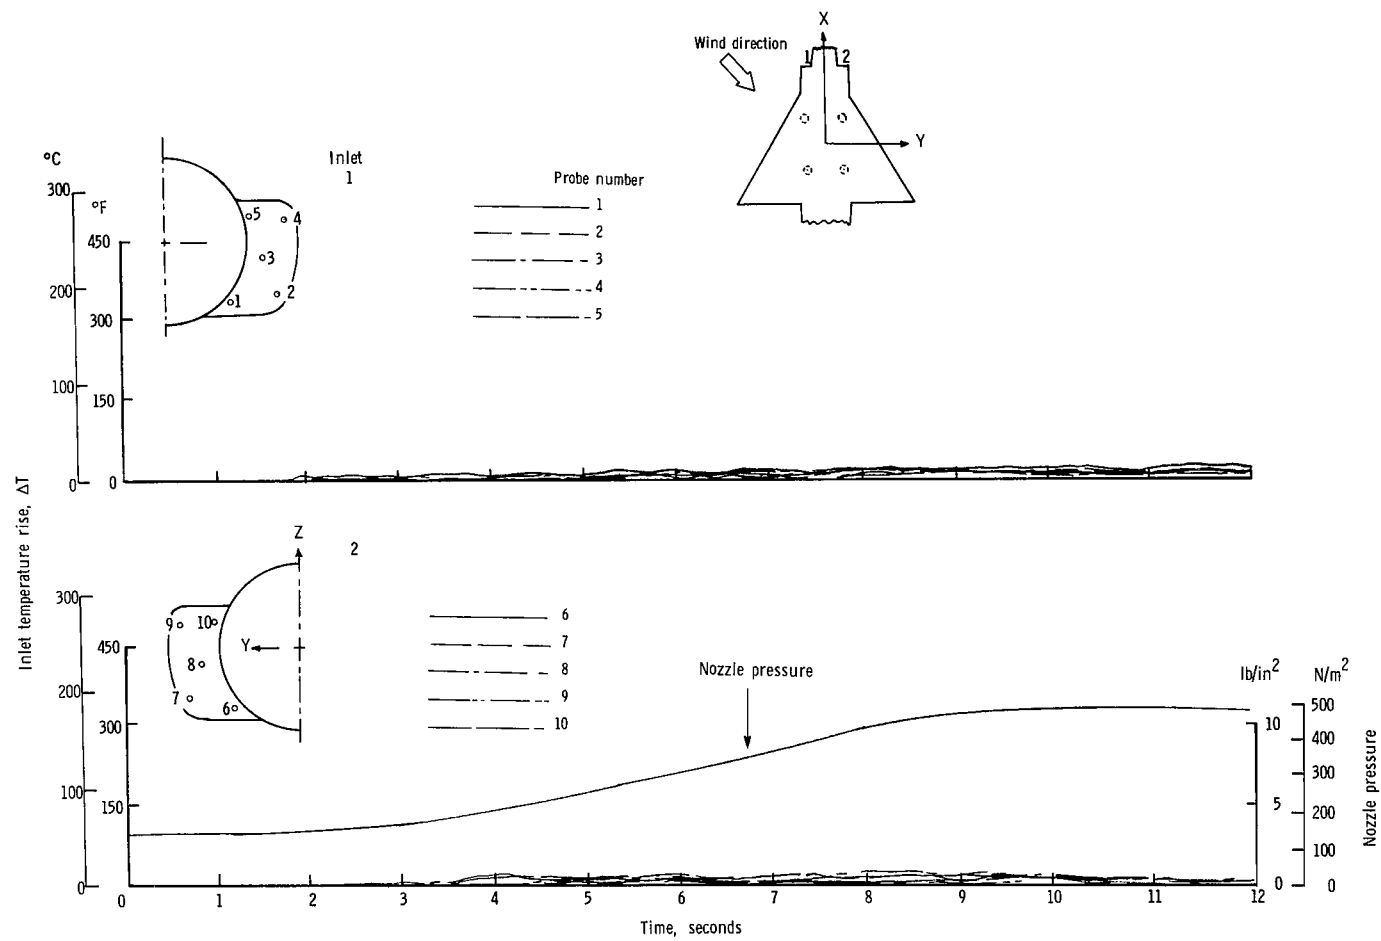 X
Wind direction
1 2
Y
°C
Inlet
1
Probe number
300
°F
450
200
300
100
150
0
0
5
4
3
2
1
1
2
3
4
5
Inlet temperature rise, ΔT
Z
2
300
450
200
300
100
150
0
9
10
8
7
6
Y
6
7
8
9
10
Nozzle pressure
lb/in2
N/m2
10
5
0
500
400
300
200
100
0
Nozzle pressure
0 1 2 3 4 5 6 7 8 9 10 11 12
Time, seconds